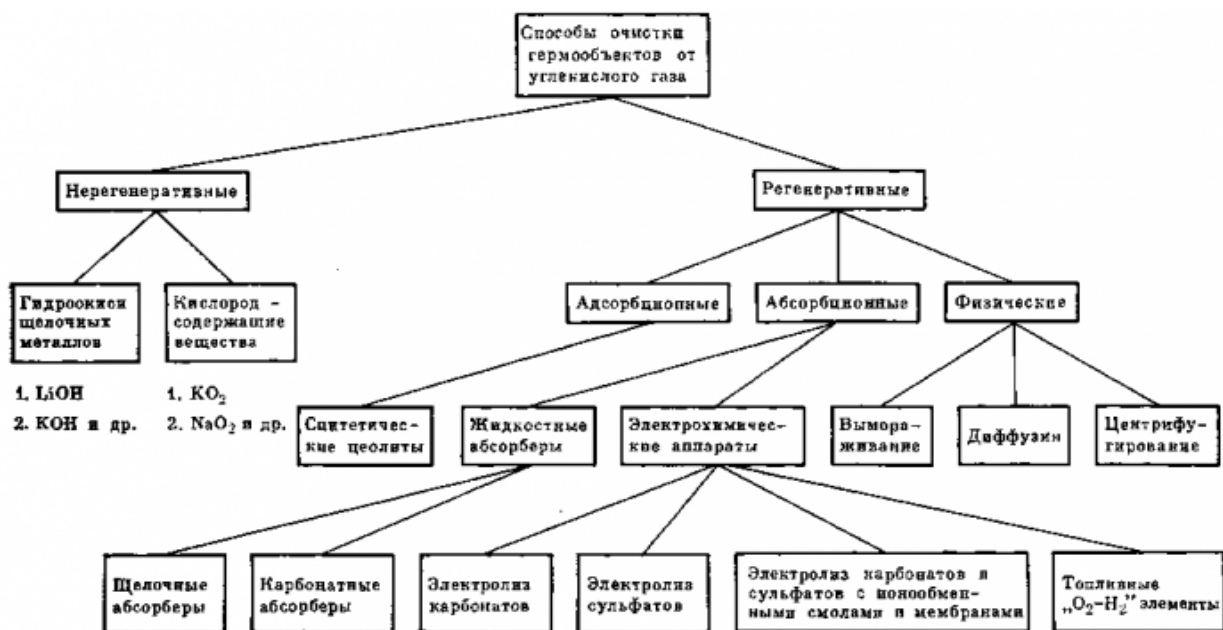 Способы очистки
гермообъектов от
углекислого газа
Нерегенеративные
Регенеративные
Гидроокиси
щелочных
металлов
Кислород -
содержащие
вещества
Адсорбционные
Абсорбционные
Физические
1. LiOH
2. KOH и др.
1. KO₂
2. NaO₂ и др.
Синтетичес-
кие цеолиты
Жидкостные
абсорберы
Электрохимичес-
кие аппараты
Вымора-
живание
Диффузия
Центрифу-
гирование
Щелочные
абсорберы
Карбонатные
абсорберы
Электролиз
карбонатов
Электролиз
сульфатов
Электролиз карбонатов и
сульфатов с ионообмен-
ными смолами и мембранами
Топливные
„O₂-H₂" элементы